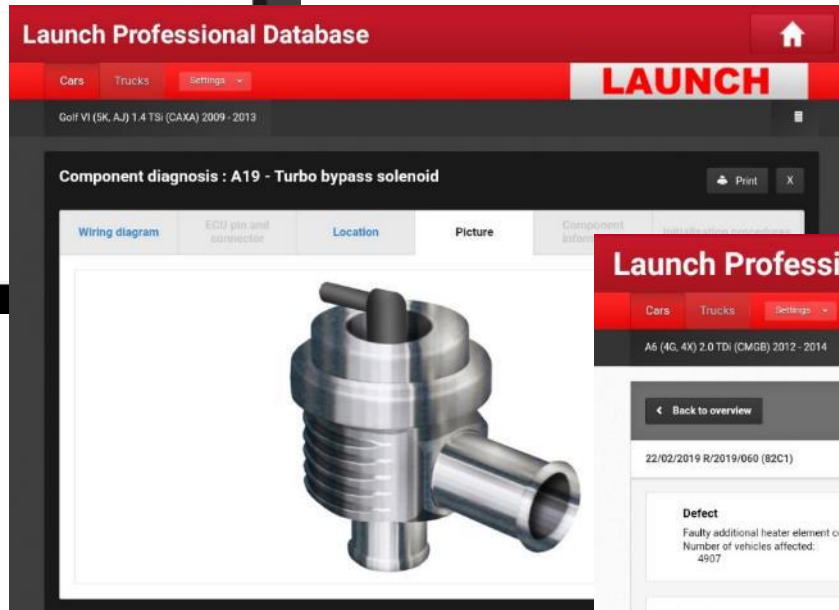 Launch Professional Database
Cars Trucks Settings
LAUNCH
Golf VI (5K, AJ) 1.4 TSi (CAXA) 2009 - 2013
Component diagnosis : A19 - Turbo bypass solenoid
Print X
Wiring diagram
ECU pin and
connector
Location
Picture
Component
Launch Professi
Cars Trucks Settings
A6 (4G, 4X) 2.0 TDi (CMGB) 2012 - 2014
Back to overview
22/02/2019 R/2019/060 (82C1)
Defect
Faulty additional heater element c
Number of vehicles affected:
4907